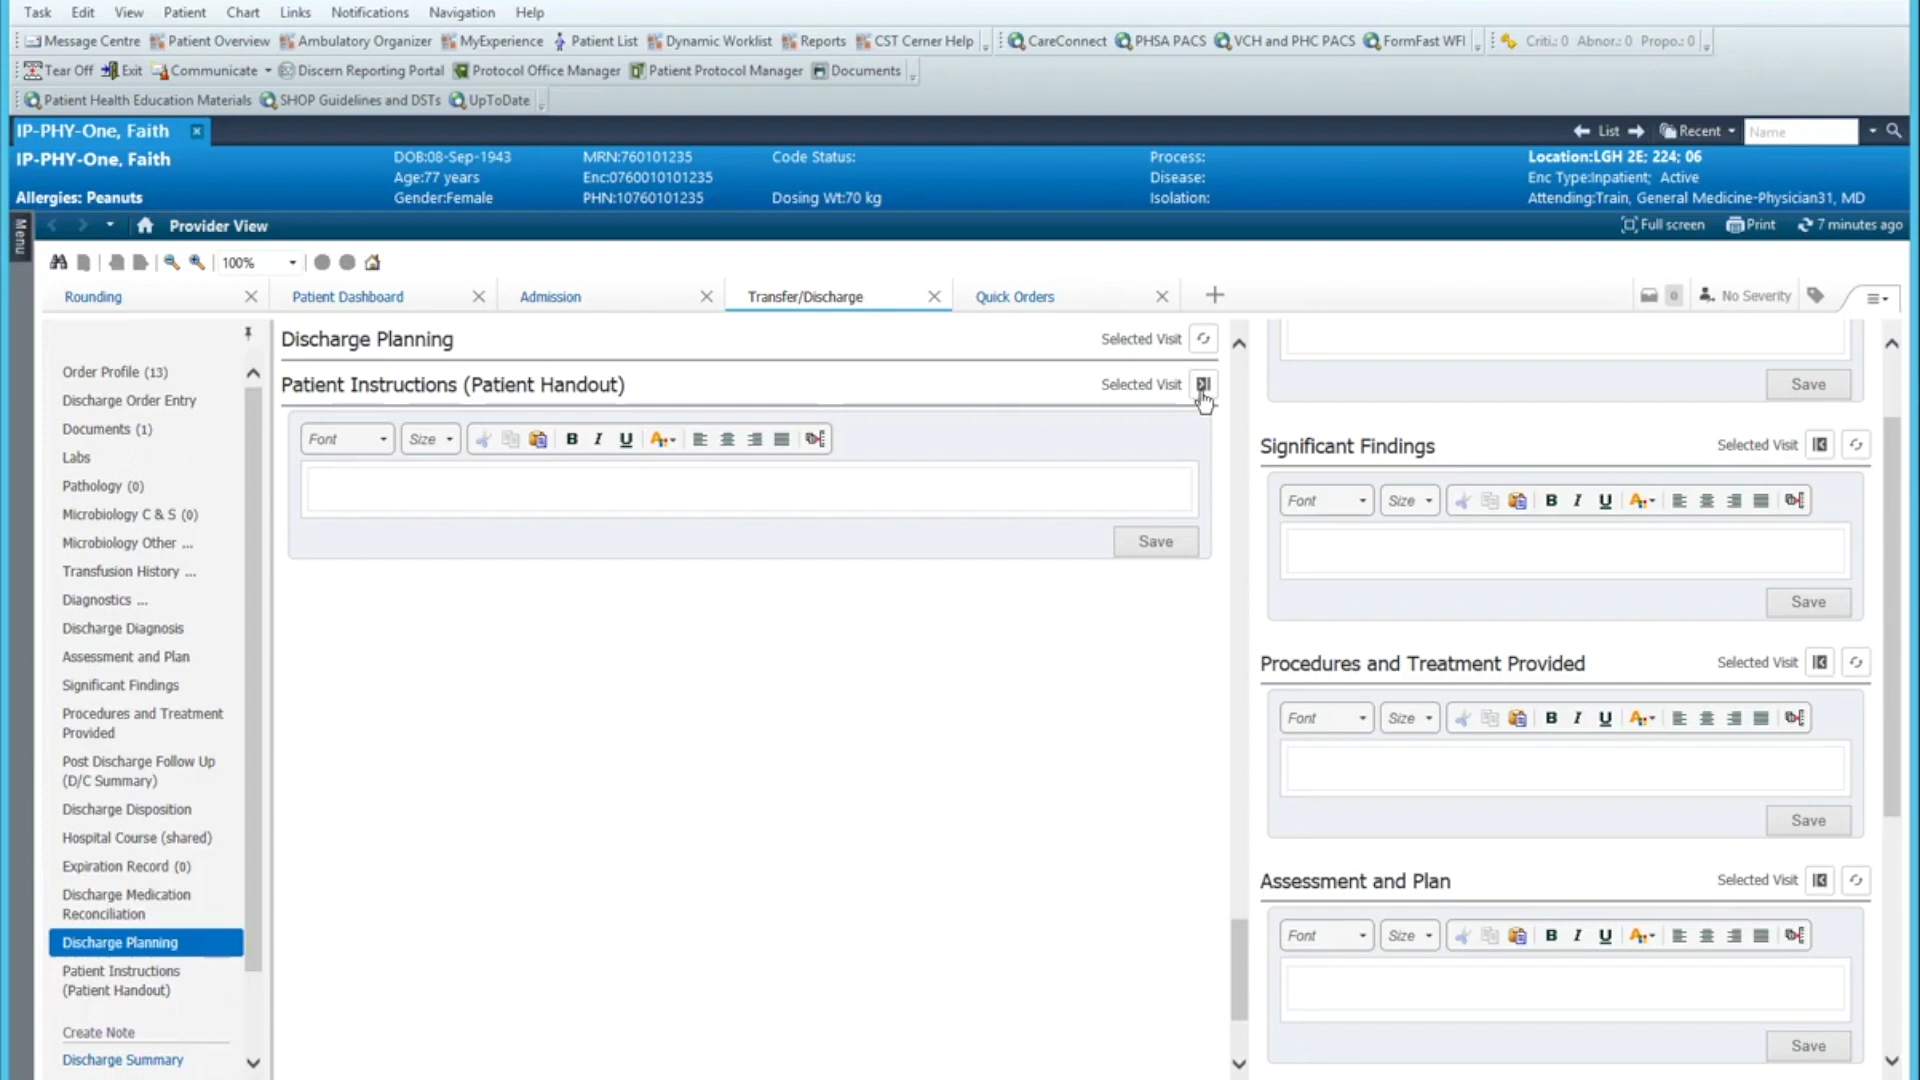 Task Edit View Patient Chart Links Notifications Navigation Help
Message Centre Patient Overview Ambulatory Organizer MyExperience Patient List Dynamic Worklist Reports CST Cerner Help CareConnect PHSA PACS VCH and PHC PACS FormFast WFI Criti.: 0 Abnor.: 0 Propo.: 0
Tear Off Exit Communicate Discern Reporting Portal Protocol Office Manager Patient Protocol Manager Documents
Patient Health Education Materials SHOP Guidelines and DSTs UpToDate
IP-PHY-One, Faith List Recent Name
IP-PHY-One, Faith DOB:08-Sep-1943 MRN:760101235 Code Status: Process: Location:LGH 2E; 224; 06
Age:77 years Enc:0760010101235 Disease: Enc Type:Inpatient; Active
Allergies: Peanuts Gender:Female PHN:10760101235 Dosing Wt:70 kg Isolation: Attending:Train, General Medicine-Physician31, MD
Menu
Provider View Full screen Print 7 minutes ago
100%
Rounding Patient Dashboard Admission Transfer/Discharge Quick Orders 0 No Severity
Order Profile (13)
Discharge Order Entry
Documents (1)
Labs
Pathology (0)
Microbiology C & S (0)
Microbiology Other ...
Transfusion History ...
Diagnostics ...
Discharge Diagnosis
Assessment and Plan
Significant Findings
Procedures and Treatment
Provided
Post Discharge Follow Up
(D/C Summary)
Discharge Disposition
Hospital Course (shared)
Expiration Record (0)
Discharge Medication
Reconciliation
Discharge Planning
Patient Instructions
(Patient Handout)
Create Note
Discharge Summary
Discharge Planning Selected Visit
Patient Instructions (Patient Handout) Selected Visit
Font Size B I U A
Save
Save
Significant Findings Selected Visit
Font Size B I U A
Save
Procedures and Treatment Provided Selected Visit
Font Size B I U A
Save
Assessment and Plan Selected Visit
Font Size B I U A
Save